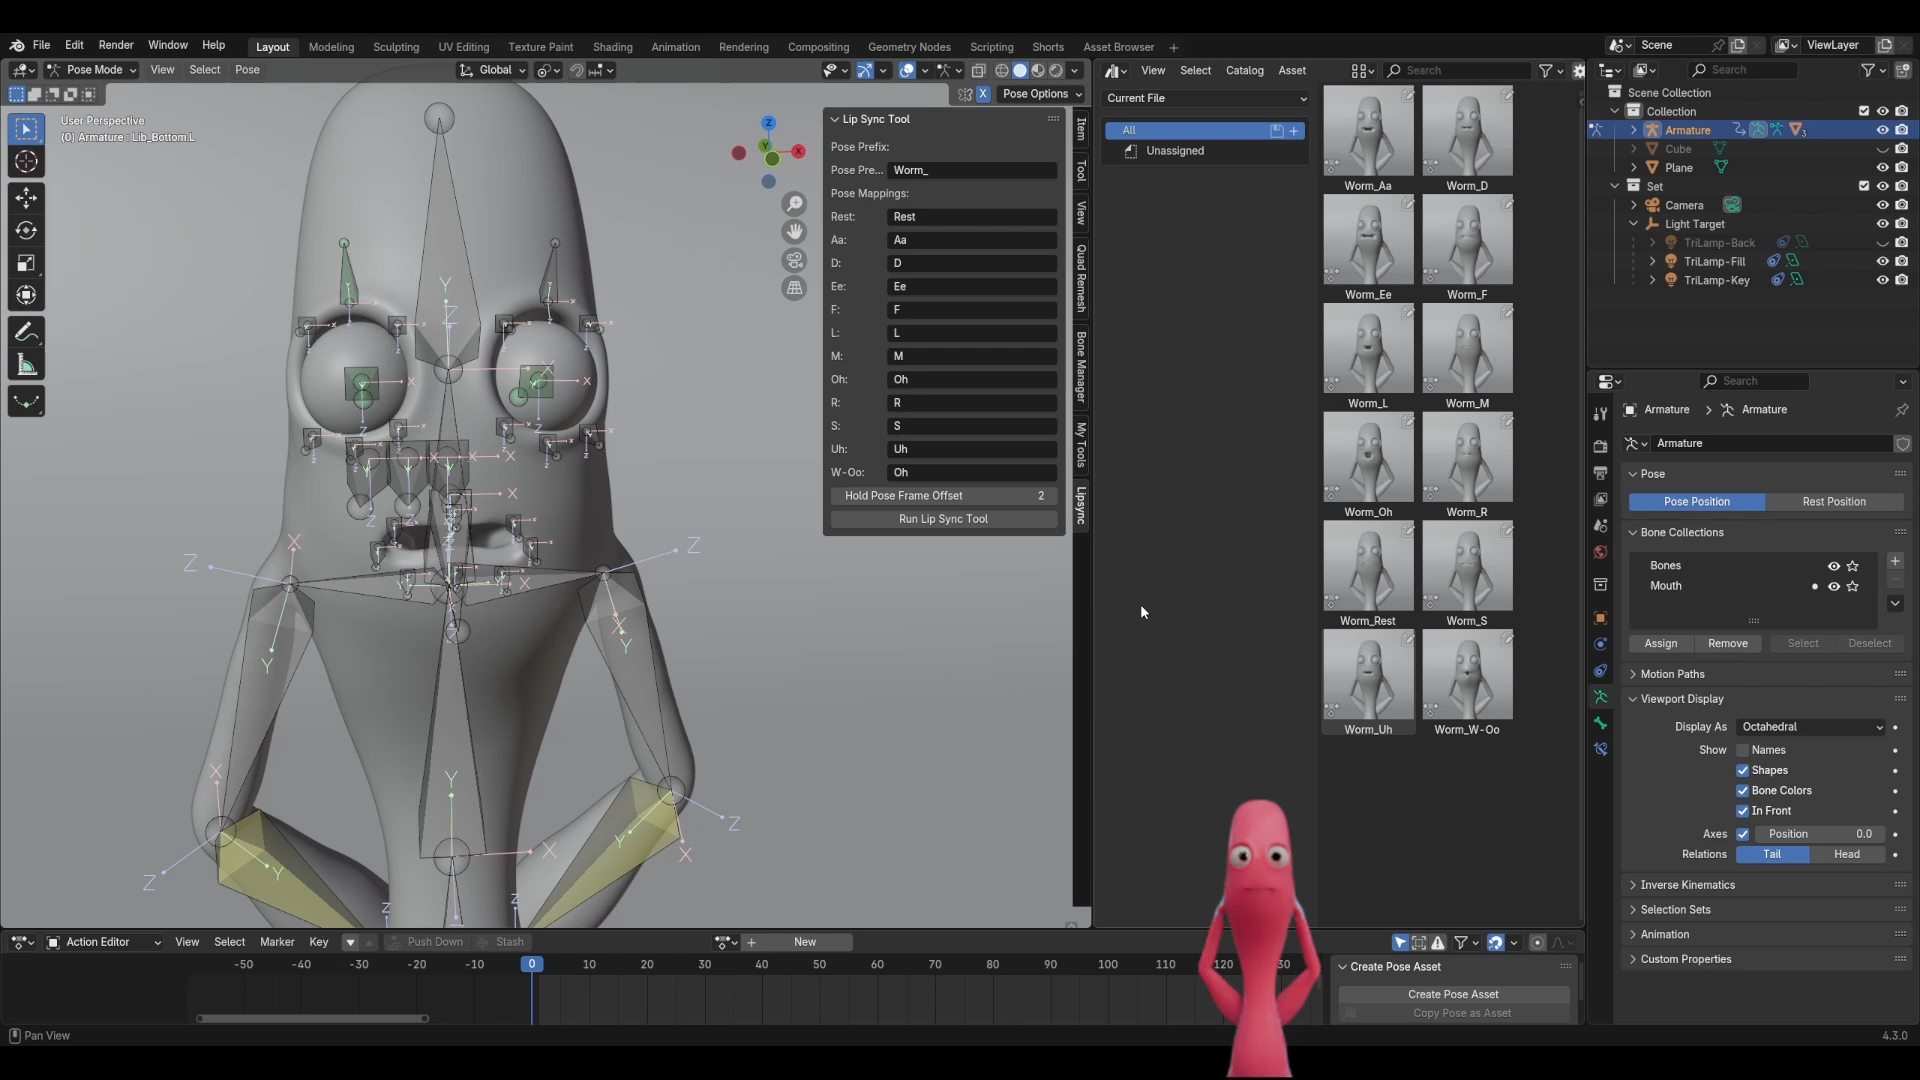 File Edit Render Window Help Layout Modeling Sculpting UV Editing Texture Paint Shading Animation Rendering Compositing Geometry Nodes Scripting Shorts Asset Browser + Scene ViewLayer
Pose Mode View Select Pose Global
Pose Options
User Perspective
(0) Armature : Lib_Bottom.L
Lip Sync Tool
Pose Prefix:
Pose Pre... Worm_
Pose Mappings:
Rest: Rest
Aa: Aa
D: D
Ee: Ee
F: F
L: L
M: M
Oh: Oh
R: R
S: S
Uh: Uh
W-Oo: Oh
Hold Pose Frame Offset 2
Run Lip Sync Tool
Item
Tool
View
Quad Remesh
Bone Manager
My Tools
Lipsync
View Select Catalog Asset Search
Current File
All
Unassigned
Worm_Aa Worm_D
Worm_Ee Worm_F
Worm_L Worm_M
Worm_Oh Worm_R
Worm_Rest Worm_S
Worm_Uh Worm_W-Oo
Search
Scene Collection
Collection
Armature
Cube
Plane
Set
Camera
Light Target
TriLamp-Back
TriLamp-Fill
TriLamp-Key
Search
Armature > Armature
Armature
Pose
Pose Position Rest Position
Bone Collections
Bones
Mouth
Assign Remove Select Deselect
Motion Paths
Viewport Display
Display As Octahedral
Show Names
Shapes
Bone Colors
In Front
Axes Position 0.0
Relations Tail Head
Inverse Kinematics
Selection Sets
Animation
Custom Properties
Action Editor View Select Marker Key Push Down Stash + New
-50 -40 -30 -20 -10 0 10 20 30 40 50 60 70 80 90 100 110 120
Create Pose Asset
Create Pose Asset
Copy Pose as Asset
Pan View
4.3.0